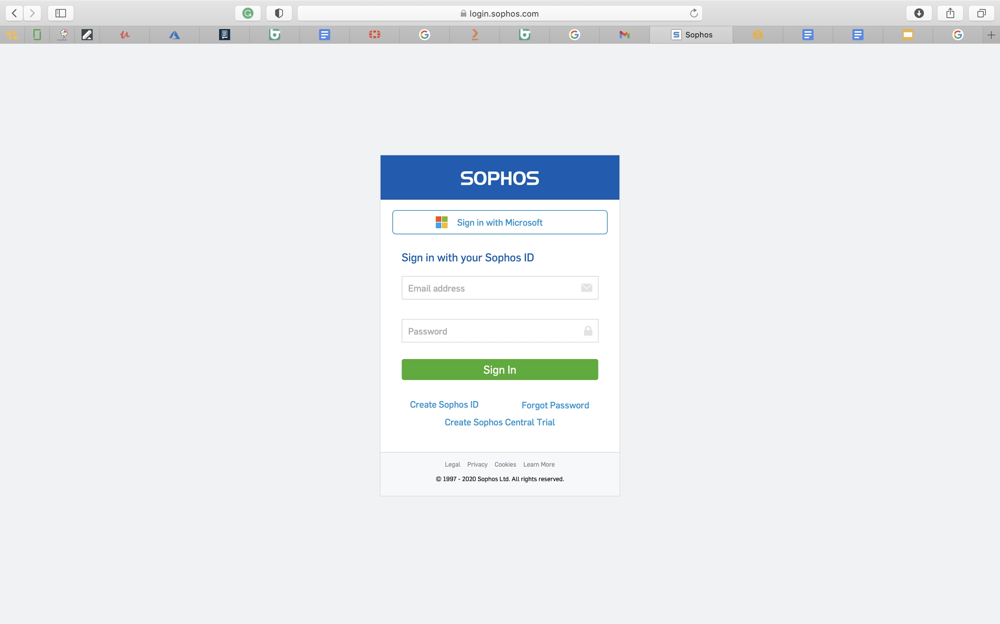 login.sophos.com
Sophos
SOPHOS
Sign in with Microsoft
Sign in with your Sophos ID
Email address
Password
Sign In
Create Sophos ID
Forgot Password
Create Sophos Central Trial
Legal Privacy Cookies Learn More
© 1997 - 2020 Sophos Ltd. All rights reserved.